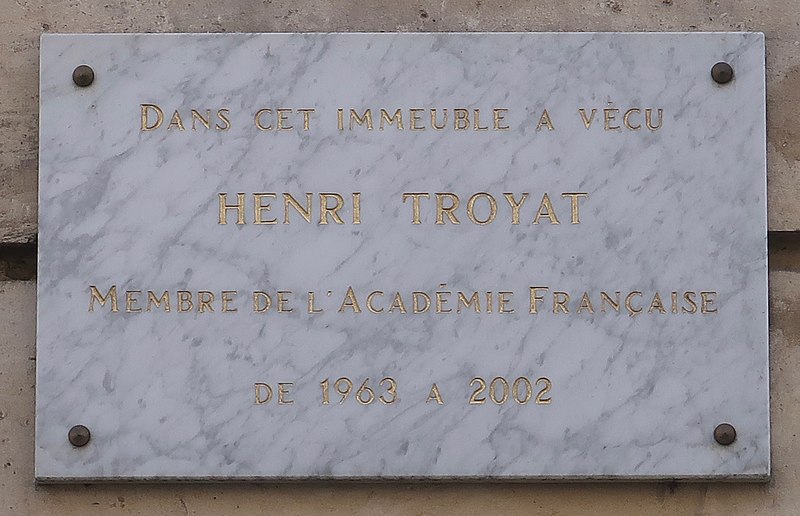 DANS CET IMMEUBLE A VÉCU
HENRI TROYAT
MEMBRE DE L'ACADÉMIE FRANÇAISE
DE 1963 A 2002